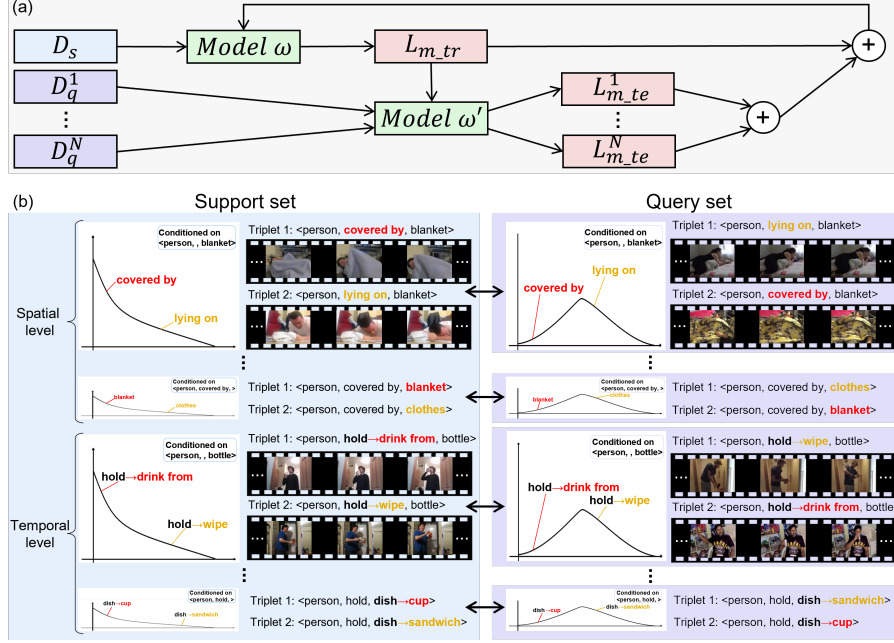 (a)
D_s
Model ω
L_{m_tr}
+
D_q^1
⋮
D_q^N
Model ω′
L^1_{m_te}
⋮
L^N_{m_te}
+
(b)
Support set
Query set
Spatial level
Conditioned on
<person, , blanket>
covered by
lying on
Triplet 1: <person, covered by, blanket>
Triplet 2: <person, lying on, blanket>
Conditioned on
<person, , blanket>
covered by
lying on
Triplet 1: <person, lying on, blanket>
Triplet 2: <person, covered by, blanket>
Conditioned on
<person, covered by, >
blanket
clothes
Triplet 1: <person, covered by, blanket>
Triplet 2: <person, covered by, clothes>
Conditioned on
<person, covered by, >
blanket
clothes
Triplet 1: <person, covered by, clothes>
Triplet 2: <person, covered by, blanket>
Temporal level
Conditioned on
<person, , bottle>
hold→drink from
hold→wipe
Triplet 1: <person, hold→drink from, bottle>
Triplet 2: <person, hold→wipe, bottle>
Conditioned on
<person, , bottle>
hold→drink from
hold→wipe
Triplet 1: <person, hold→wipe, bottle>
Triplet 2: <person, hold→drink from, bottle>
Conditioned on
<person, hold, >
dish→cup
dish→sandwich
Triplet 1: <person, hold, dish→cup>
Triplet 2: <person, hold, dish→sandwich>
Conditioned on
<person, hold, >
dish→cup
dish→sandwich
Triplet 1: <person, hold, dish→sandwich>
Triplet 2: <person, hold, dish→cup>